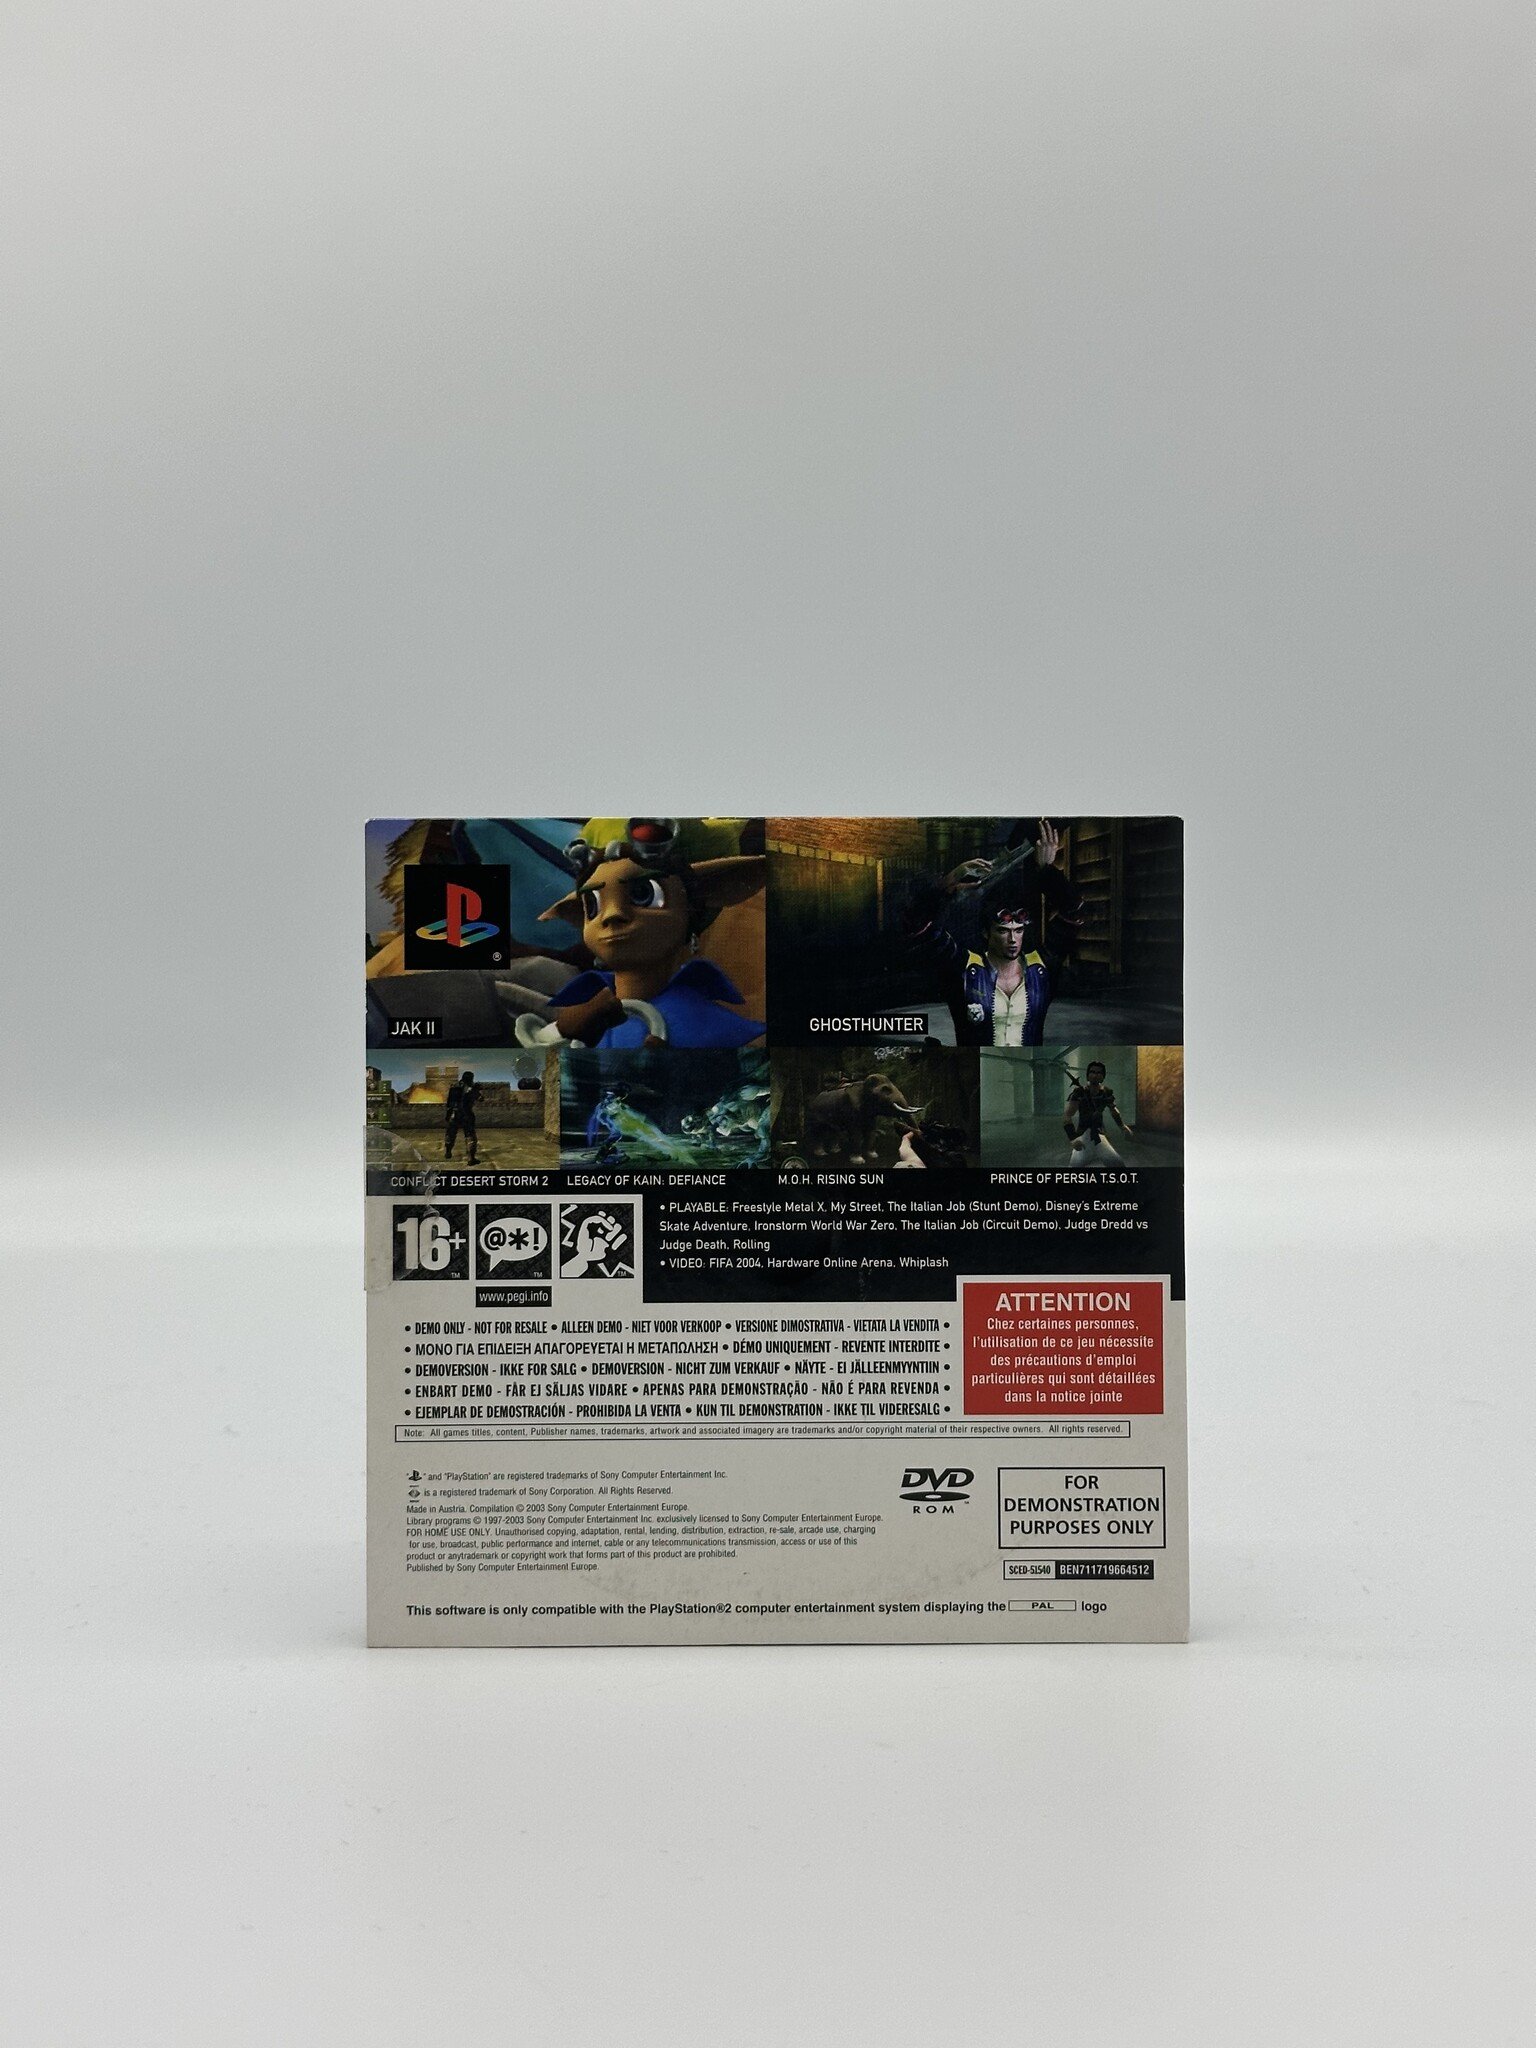 ®
JAK II
GHOSTHUNTER
CONFLICT DESERT STORM 2
LEGACY OF KAIN: DEFIANCE
M.O.H. RISING SUN
PRINCE OF PERSIA T.S.O.T.
16+
TM
@*!
TM
TM
www.pegi.info
• PLAYABLE: Freestyle Metal X, My Street, The Italian Job (Stunt Demo), Disney's Extreme
Skate Adventure, Ironstorm World War Zero, The Italian Job (Circuit Demo), Judge Dredd vs
Judge Death, Rolling
• VIDEO: FIFA 2004, Hardware Online Arena, Whiplash
ATTENTION
Chez certaines personnes,
l'utilisation de ce jeu nécessite
des précautions d'emploi
particulières qui sont détaillées
dans la notice jointe
• DEMO ONLY - NOT FOR RESALE • ALLEEN DEMO - NIET VOOR VERKOOP • VERSIONE DIMOSTRATIVA - VIETATA LA VENDITA •
• ΜΟΝΟ ΓΙΑ ΕΠΙΔΕΙΞΗ ΑΠΑΓΟΡΕΥΕΤΑΙ Η ΜΕΤΑΠΩΛΗΣΗ • DÉMO UNIQUEMENT - REVENTE INTERDITE •
• DEMOVERSION - IKKE FOR SALG • DEMOVERSION - NICHT ZUM VERKAUF • NÄYTE - EI JÄLLEENMYYNTIIN •
• ENBART DEMO - FÅR EJ SÄLJAS VIDARE • APENAS PARA DEMONSTRAÇÃO - NÃO É PARA REVENDA •
• EJEMPLAR DE DEMOSTRACIÓN - PROHIBIDA LA VENTA • KUN TIL DEMONSTRATION - IKKE TIL VIDERESALG •
Note: All games titles, content, Publisher names, trademarks, artwork and associated imagery are trademarks and/or copyright material of their respective owners. All rights reserved.
" " and "PlayStation" are registered trademarks of Sony Computer Entertainment Inc.
is a registered trademark of Sony Corporation. All Rights Reserved.
Made in Austria. Compilation © 2003 Sony Computer Entertainment Europe.
Library programs © 1997-2003 Sony Computer Entertainment Inc. exclusively licensed to Sony Computer Entertainment Europe.
FOR HOME USE ONLY. Unauthorised copying, adaptation, rental, lending, distribution, extraction, re-sale, arcade use, charging
for use, broadcast, public performance and internet, cable or any telecommunications transmission, access or use of this
product or anytrademark or copyright work that forms part of this product are prohibited.
Published by Sony Computer Entertainment Europe.
DVD
ROM
FOR
DEMONSTRATION
PURPOSES ONLY
SCED-51540 BEN711719664512
This software is only compatible with the PlayStation®2 computer entertainment system displaying the PAL logo